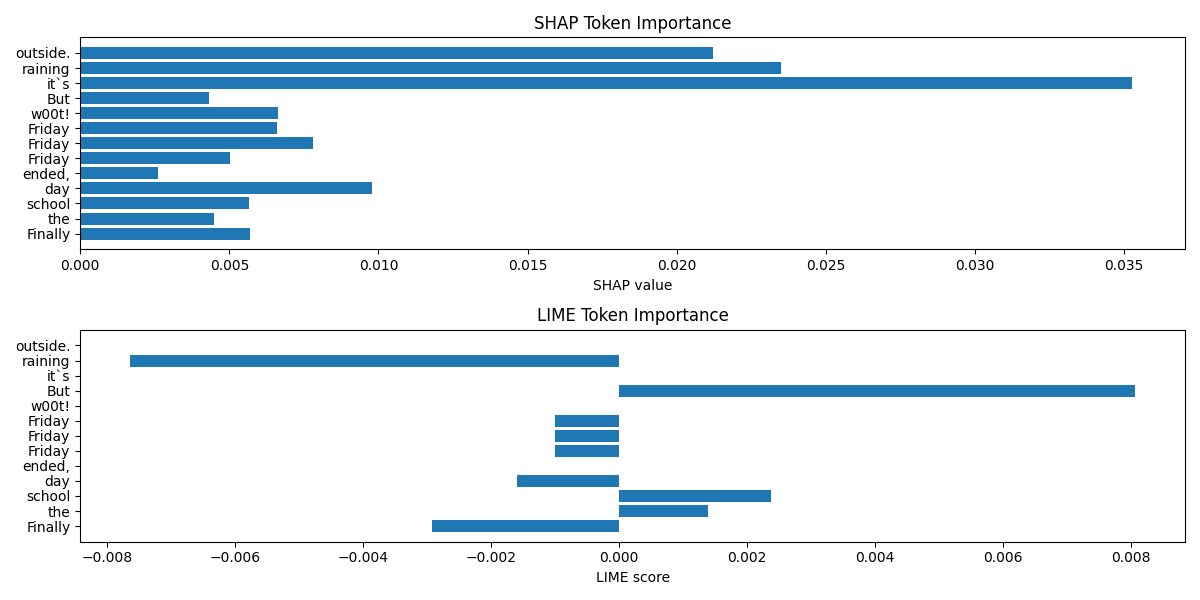 SHAP Token Importance
outside.
raining
it`s
But
w00t!
Friday
Friday
Friday
ended,
day
school
the
Finally
0.000 0.005 0.010 0.015 0.020 0.025 0.030 0.035
SHAP value
LIME Token Importance
outside.
raining
it`s
But
w00t!
Friday
Friday
Friday
ended,
day
school
the
Finally
−0.008 −0.006 −0.004 −0.002 0.000 0.002 0.004 0.006 0.008
LIME score